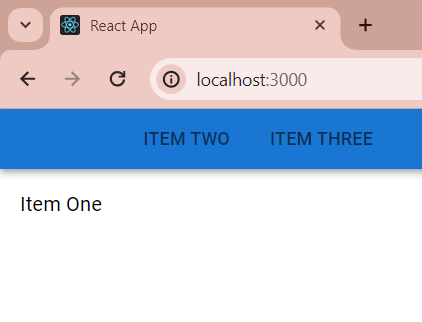 React App
localhost:3000
ITEM TWO ITEM THREE
Item One